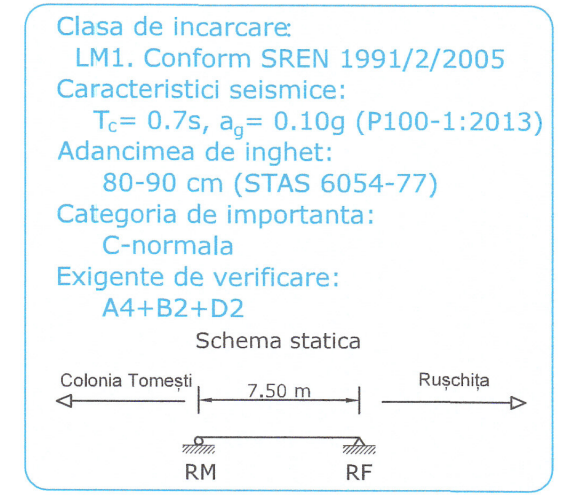 Clasa de incarcare:
LM1. Conform SREN 1991/2/2005
Caracteristici seismice:
Tc= 0.7s, ag= 0.10g (P100-1:2013)
Adancimea de inghet:
80-90 cm (STAS 6054-77)
Categoria de importanta:
C-normala
Exigente de verificare:
A4+B2+D2
Schema statica
Colonia Tomești
7.50 m
Rușchița
RM
RF